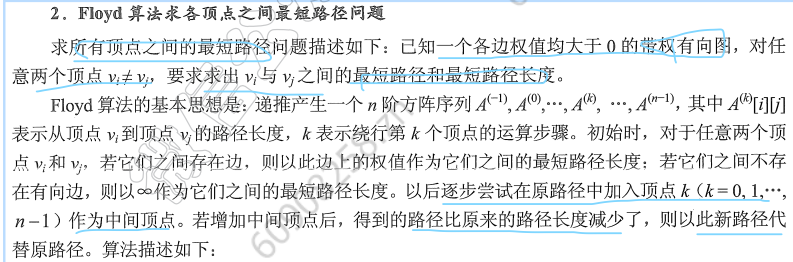 2．Floyd 算法求各顶点之间最短路径问题
求所有顶点之间的最短路径问题描述如下：已知一个各边权值均大于 0 的带权有向图，对任
意两个顶点 vᵢ≠vⱼ，要求求出 vᵢ 与 vⱼ 之间的最短路径和最短路径长度。
Floyd 算法的基本思想是：递推产生一个 n 阶方阵序列 A⁽⁻¹⁾, A⁽⁰⁾,⋯, A⁽ᵏ⁾, ⋯, A⁽ⁿ⁻¹⁾，其中 A⁽ᵏ⁾[i][j]
表示从顶点 vᵢ 到顶点 vⱼ 的路径长度，k 表示绕行第 k 个顶点的运算步骤。初始时，对于任意两个顶
点 vᵢ 和 vⱼ，若它们之间存在边，则以此边上的权值作为它们之间的最短路径长度；若它们之间不存
在有向边，则以∞作为它们之间的最短路径长度。以后逐步尝试在原路径中加入顶点 k（k = 0, 1,⋯,
n −1）作为中间顶点。若增加中间顶点后，得到的路径比原来的路径长度减少了，则以此新路径代
替原路径。算法描述如下：